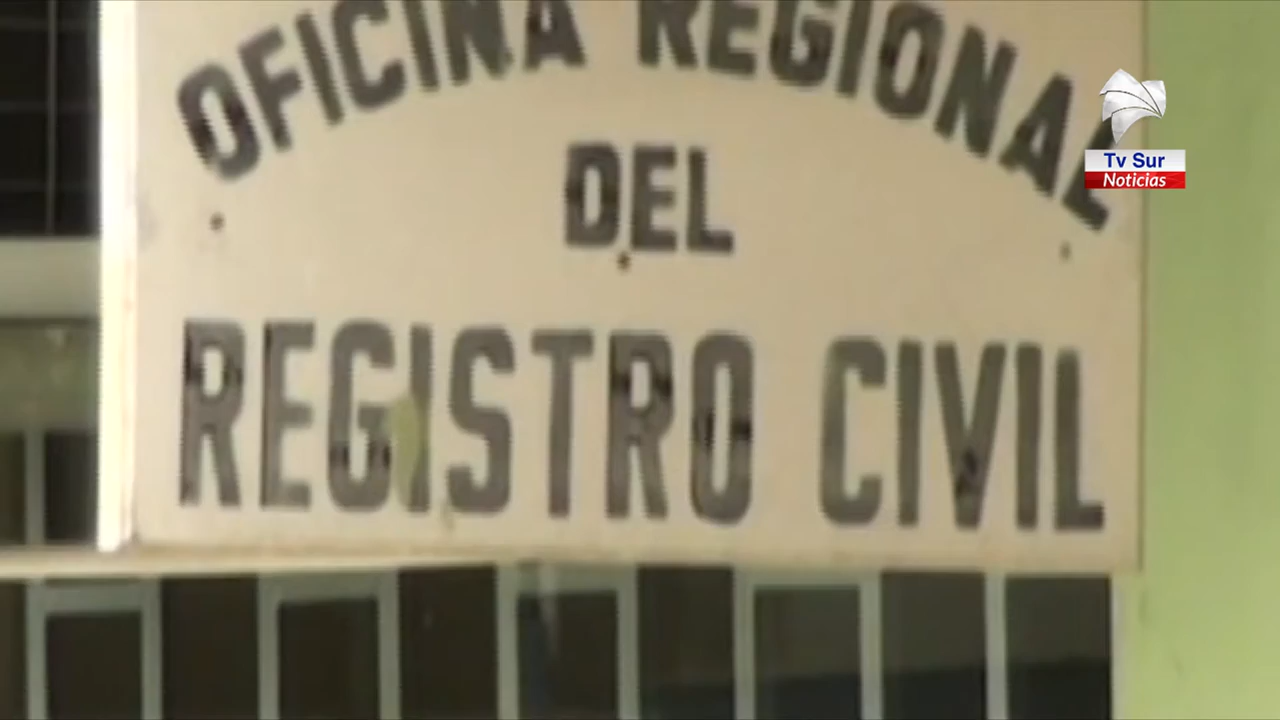 OFICINA REGIONAL
DEL
REGISTRO CIVIL
Tv Sur
Noticias